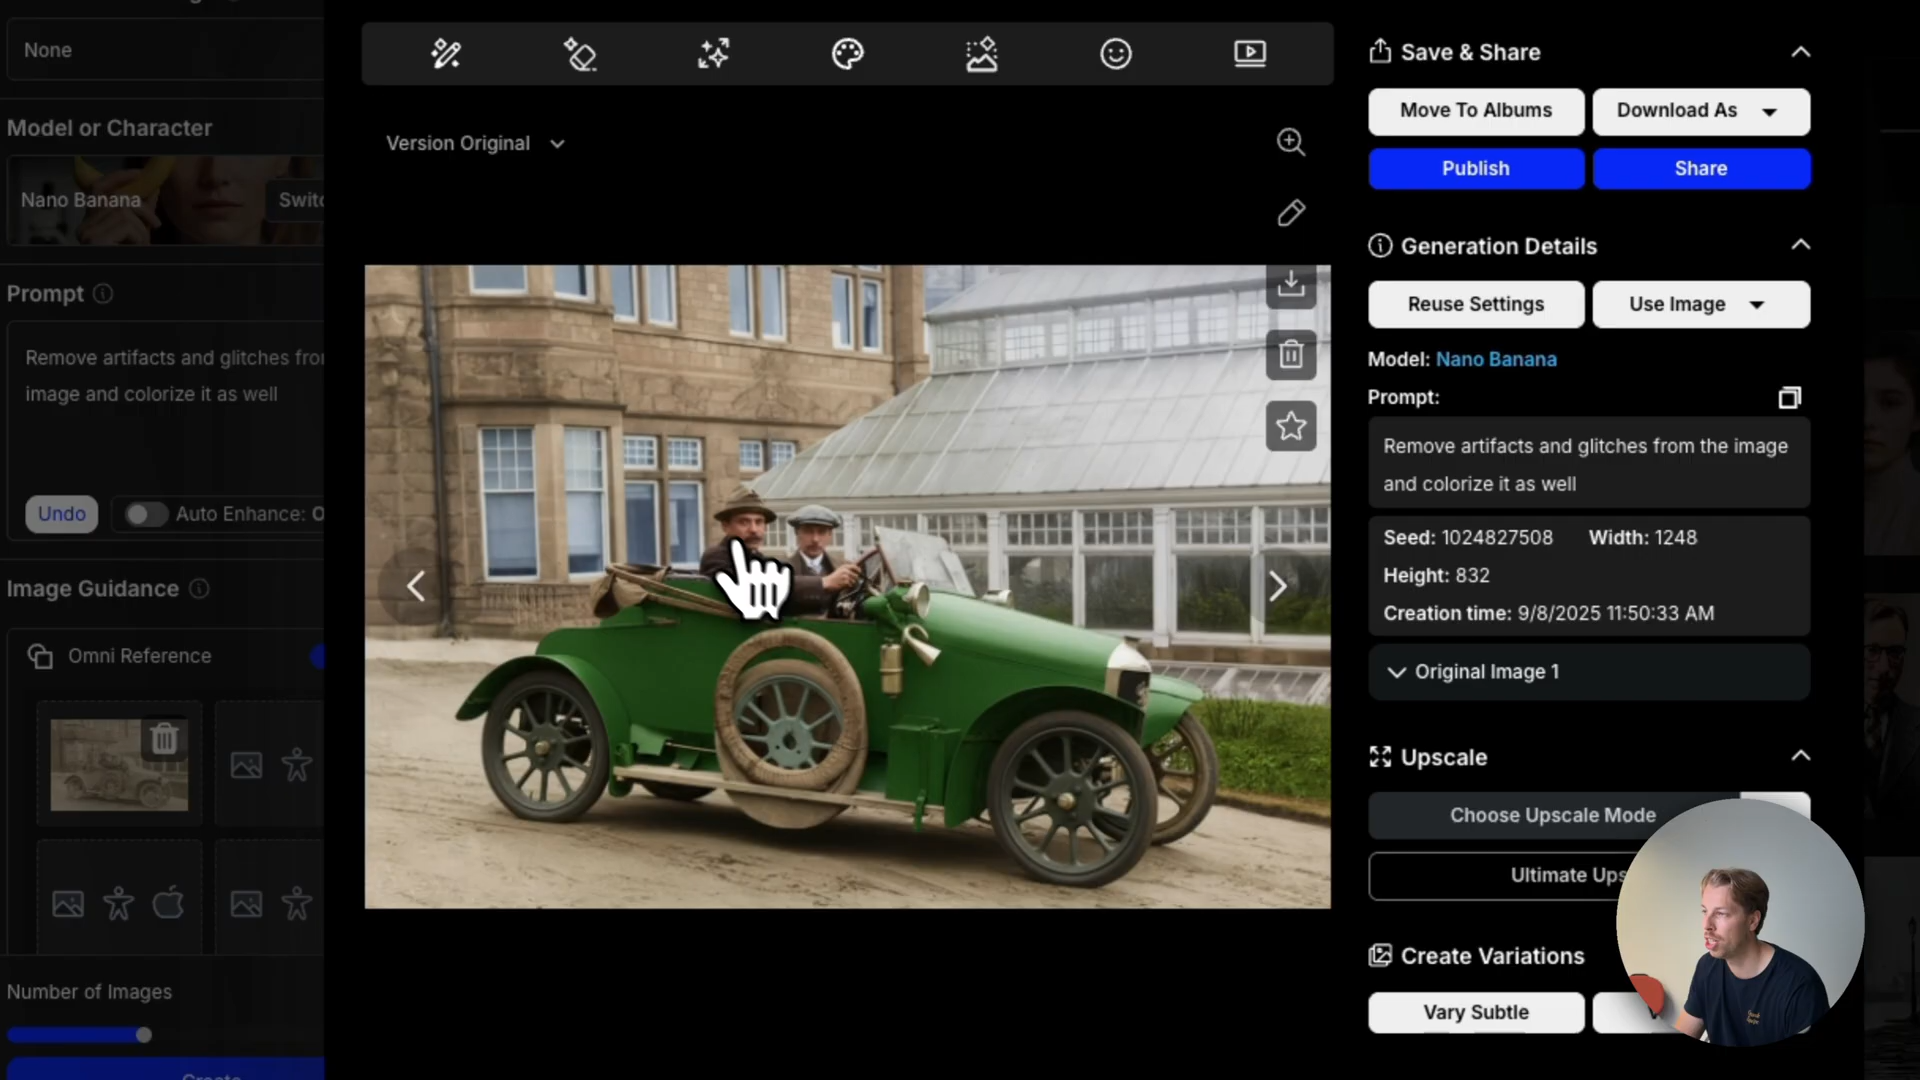 None
Model or Character
Nano Banana
Prompt
Remove artifacts and glitches
image and colorize it as well
Undo
Auto Enhance:
Image Guidance
Omni Reference
Number of Images
Version Original
Save & Share
Move To Albums
Download As
Publish
Share
Generation Details
Reuse Settings
Use Image
Model: Nano Banana
Prompt:
Remove artifacts and glitches from the image
and colorize it as well
Seed: 1024827508 Width: 1248
Height: 832
Creation time: 9/8/2025 11:50:33 AM
Original Image 1
Upscale
Choose Upscale Mode
Ultimate
Create Variations
Vary Subtle